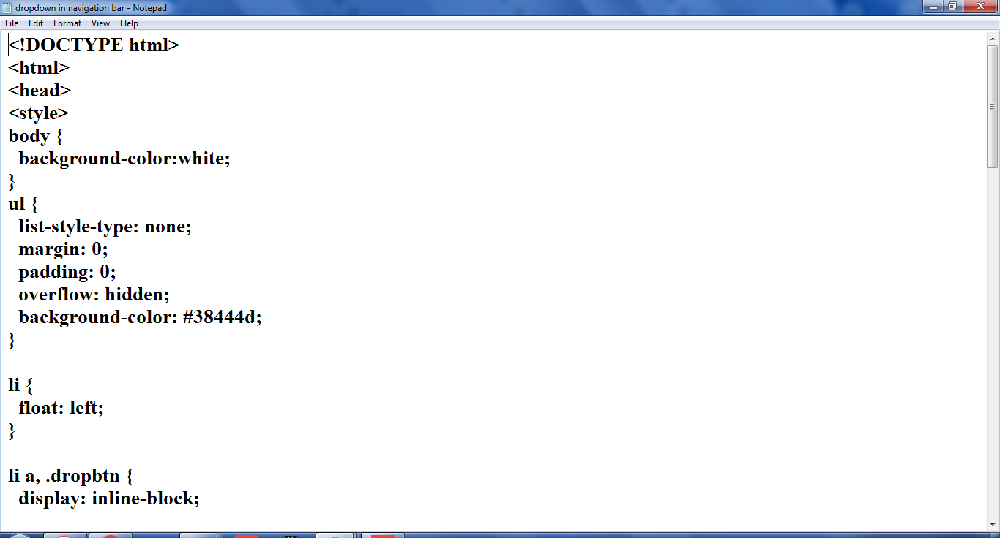 dropdown in navigation bar - Notepad
File Edit Format View Help
<!DOCTYPE html>
<html>
<head>
<style>
body {
  background-color:white;
}
ul {
  list-style-type: none;
  margin: 0;
  padding: 0;
  overflow: hidden;
  background-color: #38444d;
}

li {
  float: left;
}

li a, .dropbtn {
  display: inline-block;